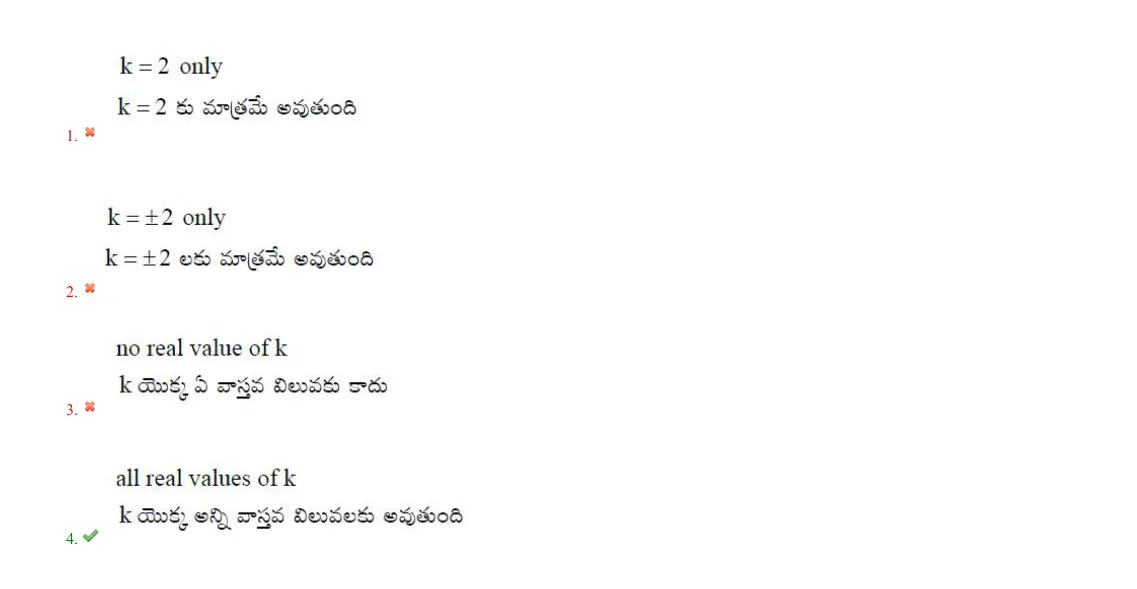 k = 2 only
k = 2 కు మాత్రమే అవుతుంది
1.
k = ±2 only
k = ±2 లకు మాత్రమే అవుతుంది
2.
no real value of k
k యొక్క ఏ వాస్తవ విలువకు కాదు
3.
all real values of k
k యొక్క అన్ని వాస్తవ విలువలకు అవుతుంది
4.